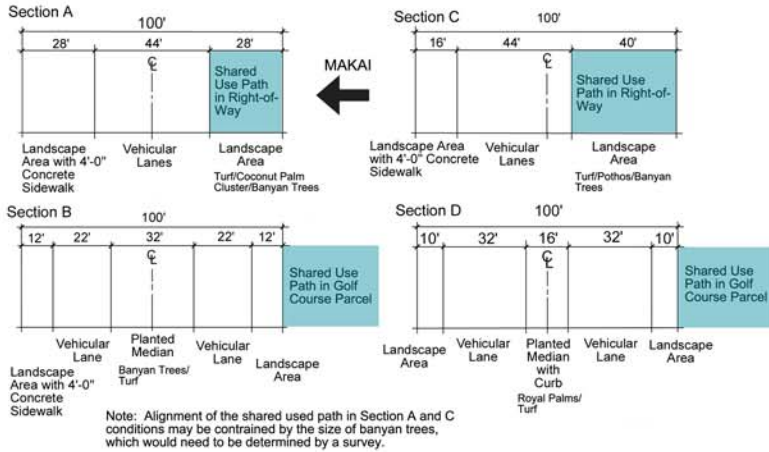 Section A
100'
28' 44' 28'
℄
Shared
Use Path
in Right-of-
Way
Landscape
Area with 4'-0"
Concrete
Sidewalk
Vehicular
Lanes
Landscape
Area
Turf/Coconut Palm
Cluster/Banyan Trees
MAKAI
Section C
100'
16' 44' 40'
℄
Shared Use
Path in Right-of-
Way
Landscape Area
with 4'-0" Concrete
Sidewalk
Vehicular
Lanes
Landscape
Area
Turf/Pothos/Banyan
Trees
Section B
100'
12' 22' 32' 22' 12'
℄
Shared Use
Path in Golf
Course Parcel
Landscape
Area with 4'-0"
Concrete
Sidewalk
Vehicular
Lane
Planted
Median
Banyan Trees/
Turf
Vehicular
Lane
Landscape
Area
Section D
100'
10' 32' 16' 32' 10'
℄
Shared Use
Path in Golf
Course Parcel
Landscape
Area
Vehicular
Lane
Planted
Median
with
Curb
Royal Palms/
Turf
Vehicular
Lane
Landscape
Area
Note: Alignment of the shared used path in Section A and C
conditions may be contrained by the size of banyan trees,
which would need to be determined by a survey.